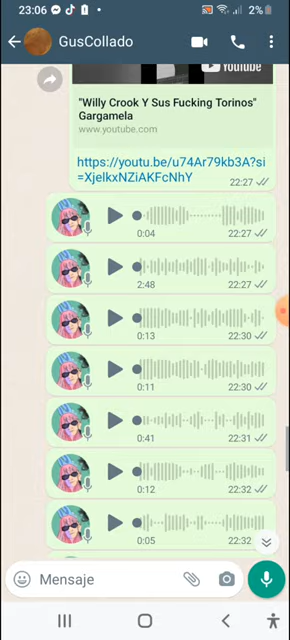 23:06
2%
GusCollado
YouTube
"Willy Crook Y Sus Fucking Torinos"
Gargamela
www.youtube.com
https://youtu.be/u74Ar79kb3A?si
=XjelkxNZiAKFcNhY
22:27
0:04 22:27
2:48 22:27
0:13 22:30
0:11 22:30
0:41 22:31
0:12 22:32
0:05 22:32
Mensaje